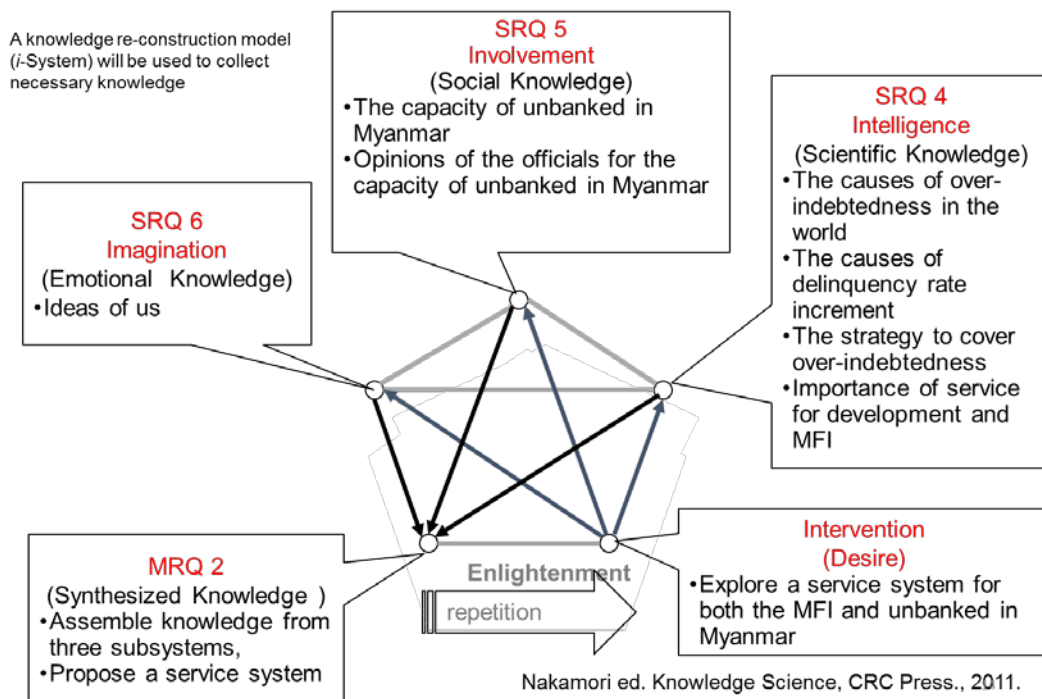 A knowledge re-construction model
(i-System) will be used to collect
necessary knowledge
SRQ 5
Involvement
(Social Knowledge)
•The capacity of unbanked in
Myanmar
•Opinions of the officials for the
capacity of unbanked in Myanmar
SRQ 4
Intelligence
(Scientific Knowledge)
•The causes of over-
indebtedness in the
world
•The causes of
delinquency rate
increment
•The strategy to cover
over-indebtedness
•Importance of service
for development and
MFI
SRQ 6
Imagination
(Emotional Knowledge)
•Ideas of us
MRQ 2
(Synthesized Knowledge )
•Assemble knowledge from
three subsystems,
•Propose a service system
Enlightenment
repetition
Intervention
(Desire)
•Explore a service system for
both the MFI and unbanked in
Myanmar
Nakamori ed. Knowledge Science, CRC Press., 2011.